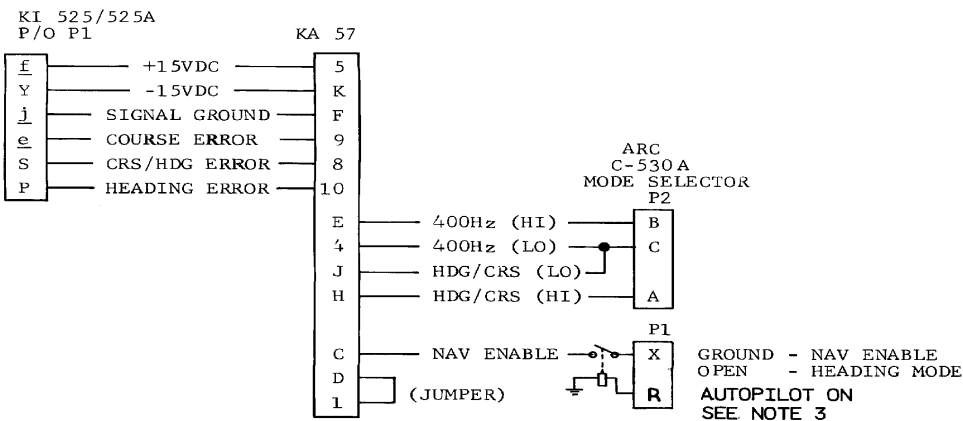 KI 525/525A
P/O P1
KA 57
f +15VDC 5
Y -15VDC K
j SIGNAL GROUND F
e COURSE ERROR 9
S CRS/HDG ERROR 8
P HEADING ERROR 10
ARC
C-530A
MODE SELECTOR
P2
E 400Hz (HI) B
4 400Hz (LO) C
J HDG/CRS (LO)
H HDG/CRS (HI) A
P1
C NAV ENABLE X GROUND - NAV ENABLE
OPEN - HEADING MODE
D
(JUMPER)
1
R AUTOPILOT ON
SEE NOTE 3